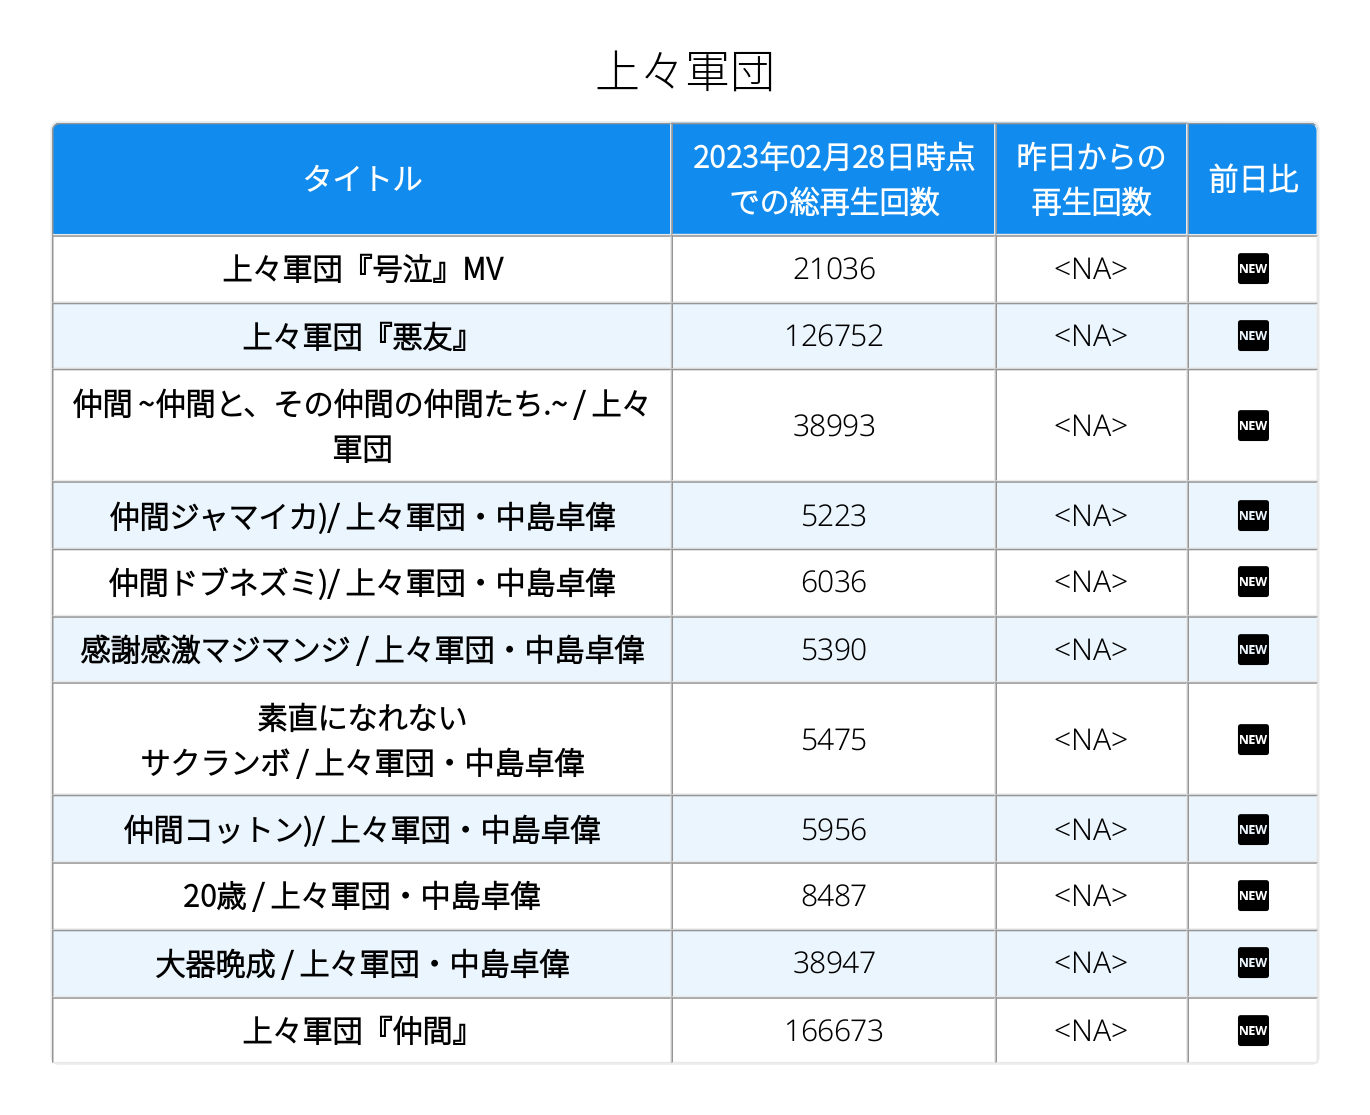 上々軍団
タイトル
2023年02月28日時点
での総再生回数
昨日からの
再生回数
前日比
上々軍団『号泣』MV
21036
<NA>
NEW
上々軍団『悪友』
126752
<NA>
NEW
仲間 ~仲間と、その仲間の仲間たち.~ / 上々
軍団
38993
<NA>
NEW
仲間ジャマイカ)/ 上々軍団・中島卓偉
5223
<NA>
NEW
仲間ドブネズミ)/ 上々軍団・中島卓偉
6036
<NA>
NEW
感謝感激マジマンジ / 上々軍団・中島卓偉
5390
<NA>
NEW
素直になれない
サクランボ / 上々軍団・中島卓偉
5475
<NA>
NEW
仲間コットン)/ 上々軍団・中島卓偉
5956
<NA>
NEW
20歳 / 上々軍団・中島卓偉
8487
<NA>
NEW
大器晩成 / 上々軍団・中島卓偉
38947
<NA>
NEW
上々軍団『仲間』
166673
<NA>
NEW